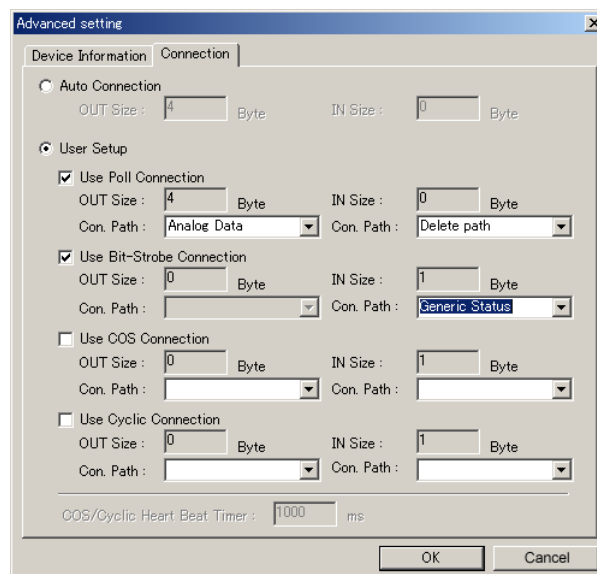 Advanced setting
Device Information Connection
Auto Connection
OUT Size : 4 Byte IN Size : 0 Byte
User Setup
Use Poll Connection
OUT Size : 4 Byte IN Size : 0 Byte
Con. Path : Analog Data Con. Path : Delete path
Use Bit-Strobe Connection
OUT Size : 0 Byte IN Size : 1 Byte
Con. Path : Con. Path : Generic Status
Use COS Connection
OUT Size : 0 Byte IN Size : 1 Byte
Con. Path : Con. Path :
Use Cyclic Connection
OUT Size : 0 Byte IN Size : 1 Byte
Con. Path : Con. Path :
COS/Cyclic Heart Beat Timer : 1000 ms
OK Cancel